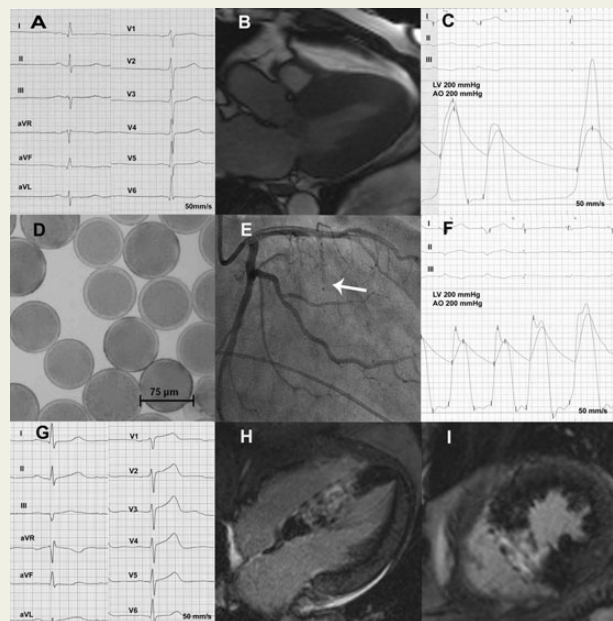 A
I
II
III
aVR
aVF
aVL
V1
V2
V3
V4
V5
V6
50mm/s
B
C
I
II
III
LV 200 mmHg
AO 200 mmHg
50 mm/s
D
75 µm
E
F
I
II
III
LV 200 mmHg
AO 200 mmHg
50 mm/s
G
I
II
III
aVR
aVF
aVL
V1
V2
V3
V4
V5
V6
50 mm/s
H
I